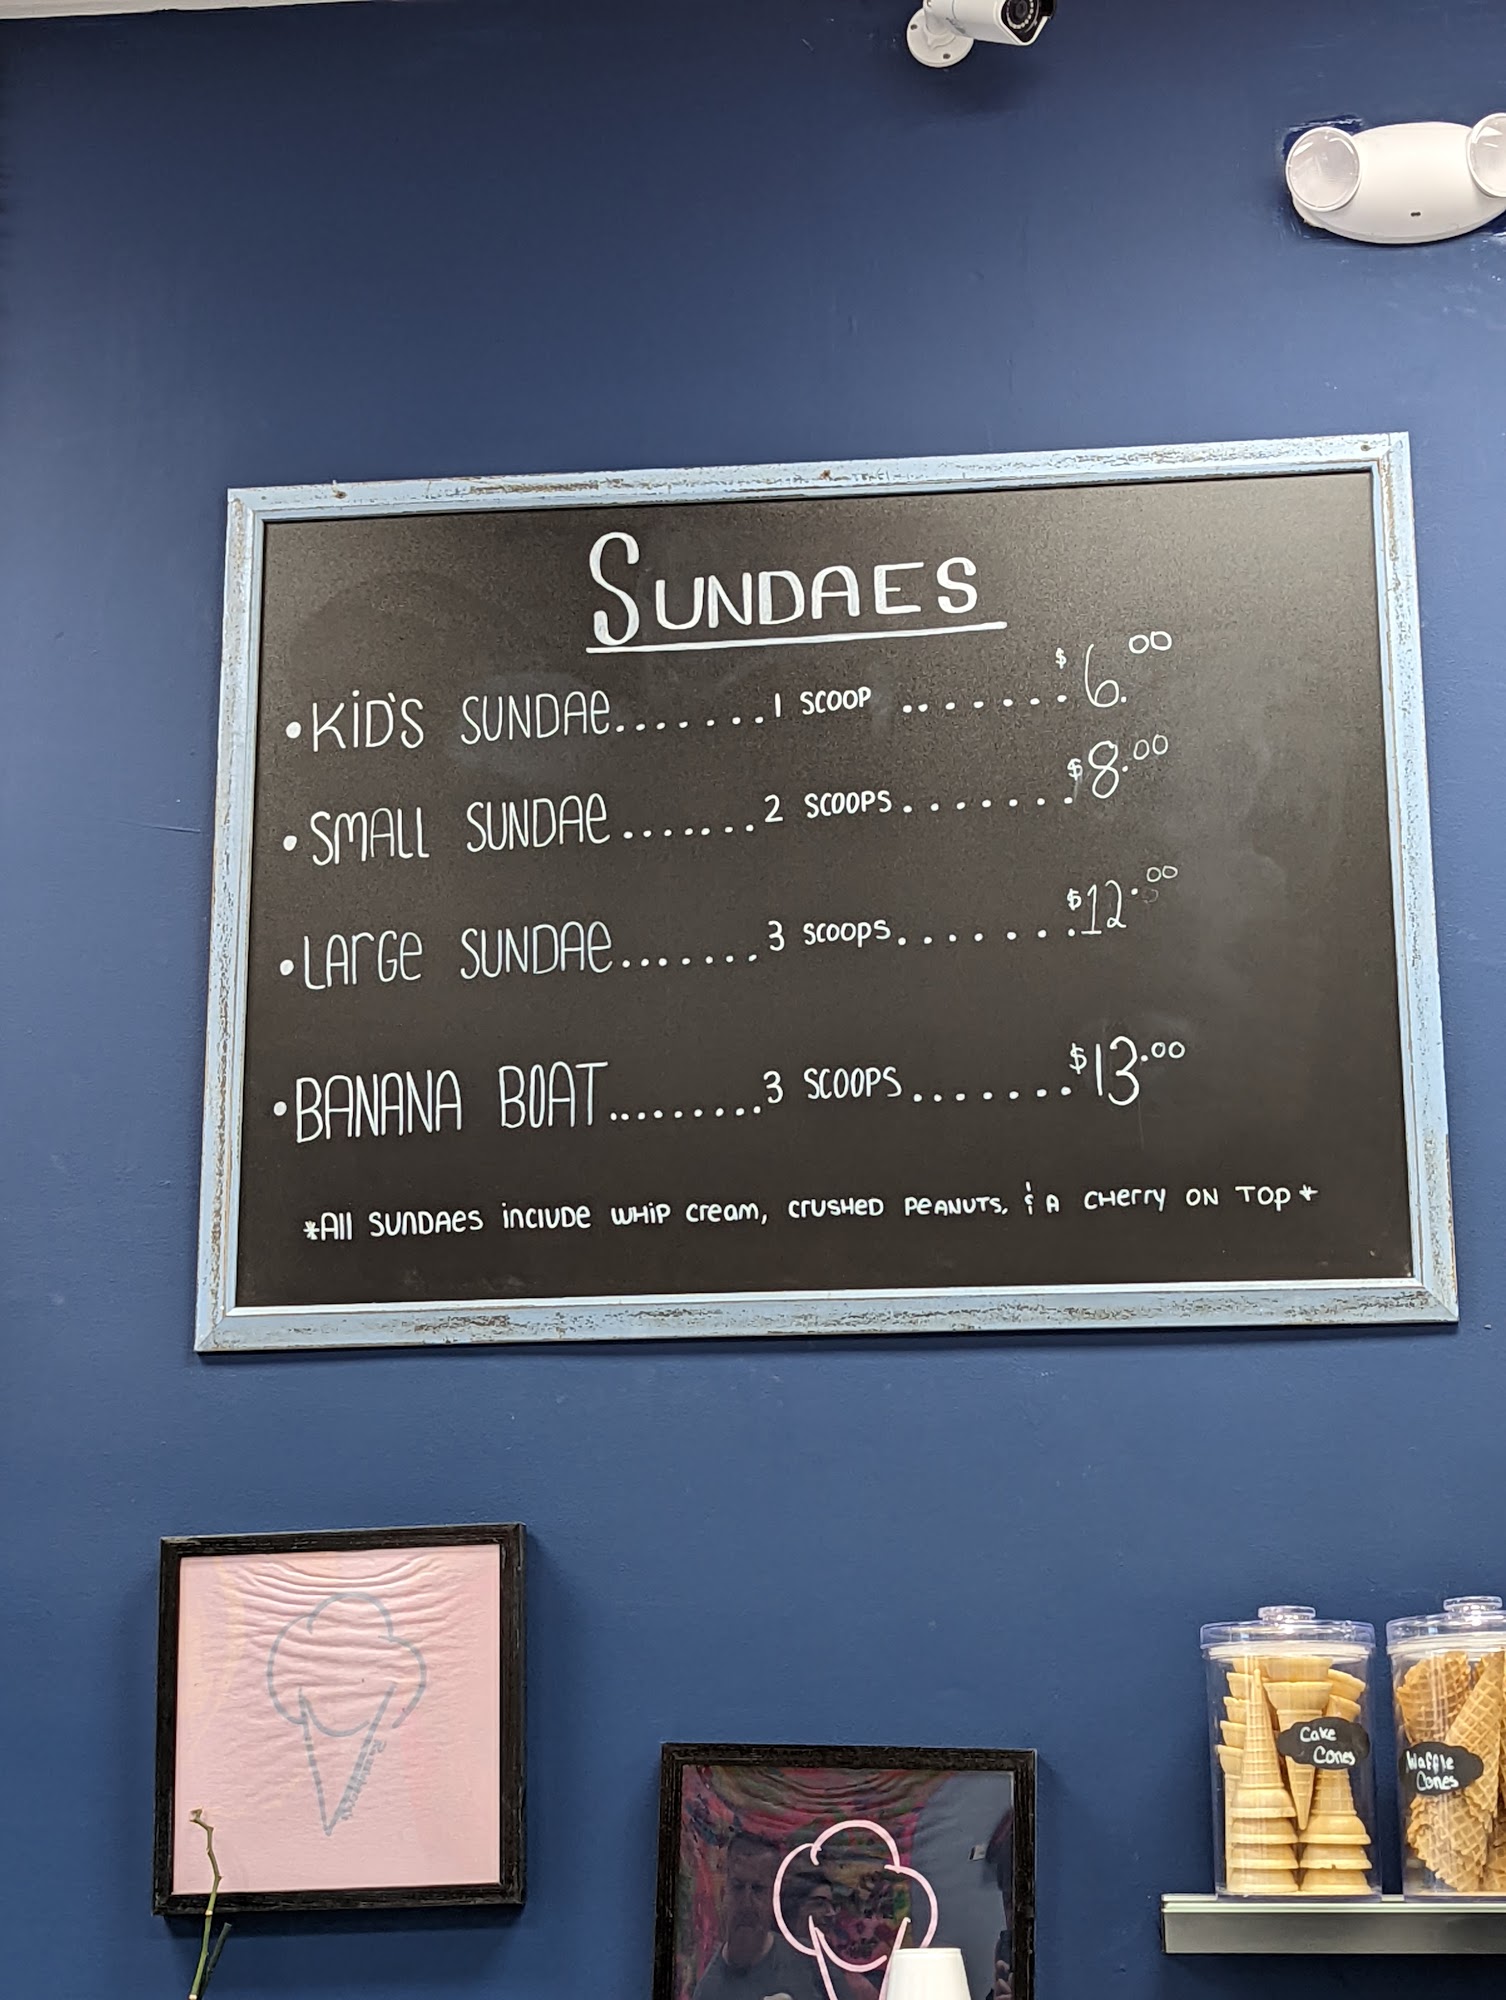 SUNDAES
• KID'S SUNDAE.......1 SCOOP .......$6.00
• SMALL SUNDAE.......2 SCOOPS.......$8.00
• LARGE SUNDAE.......3 SCOOPS.......$12.00
• BANANA BOAT.........3 SCOOPS.......$13.00
*All SUNDAES INCLUDE WHIP CREAM, CRUSHED PEANUTS, & A CHERRY ON TOP*
Cake
Cones
Waffle
Cones